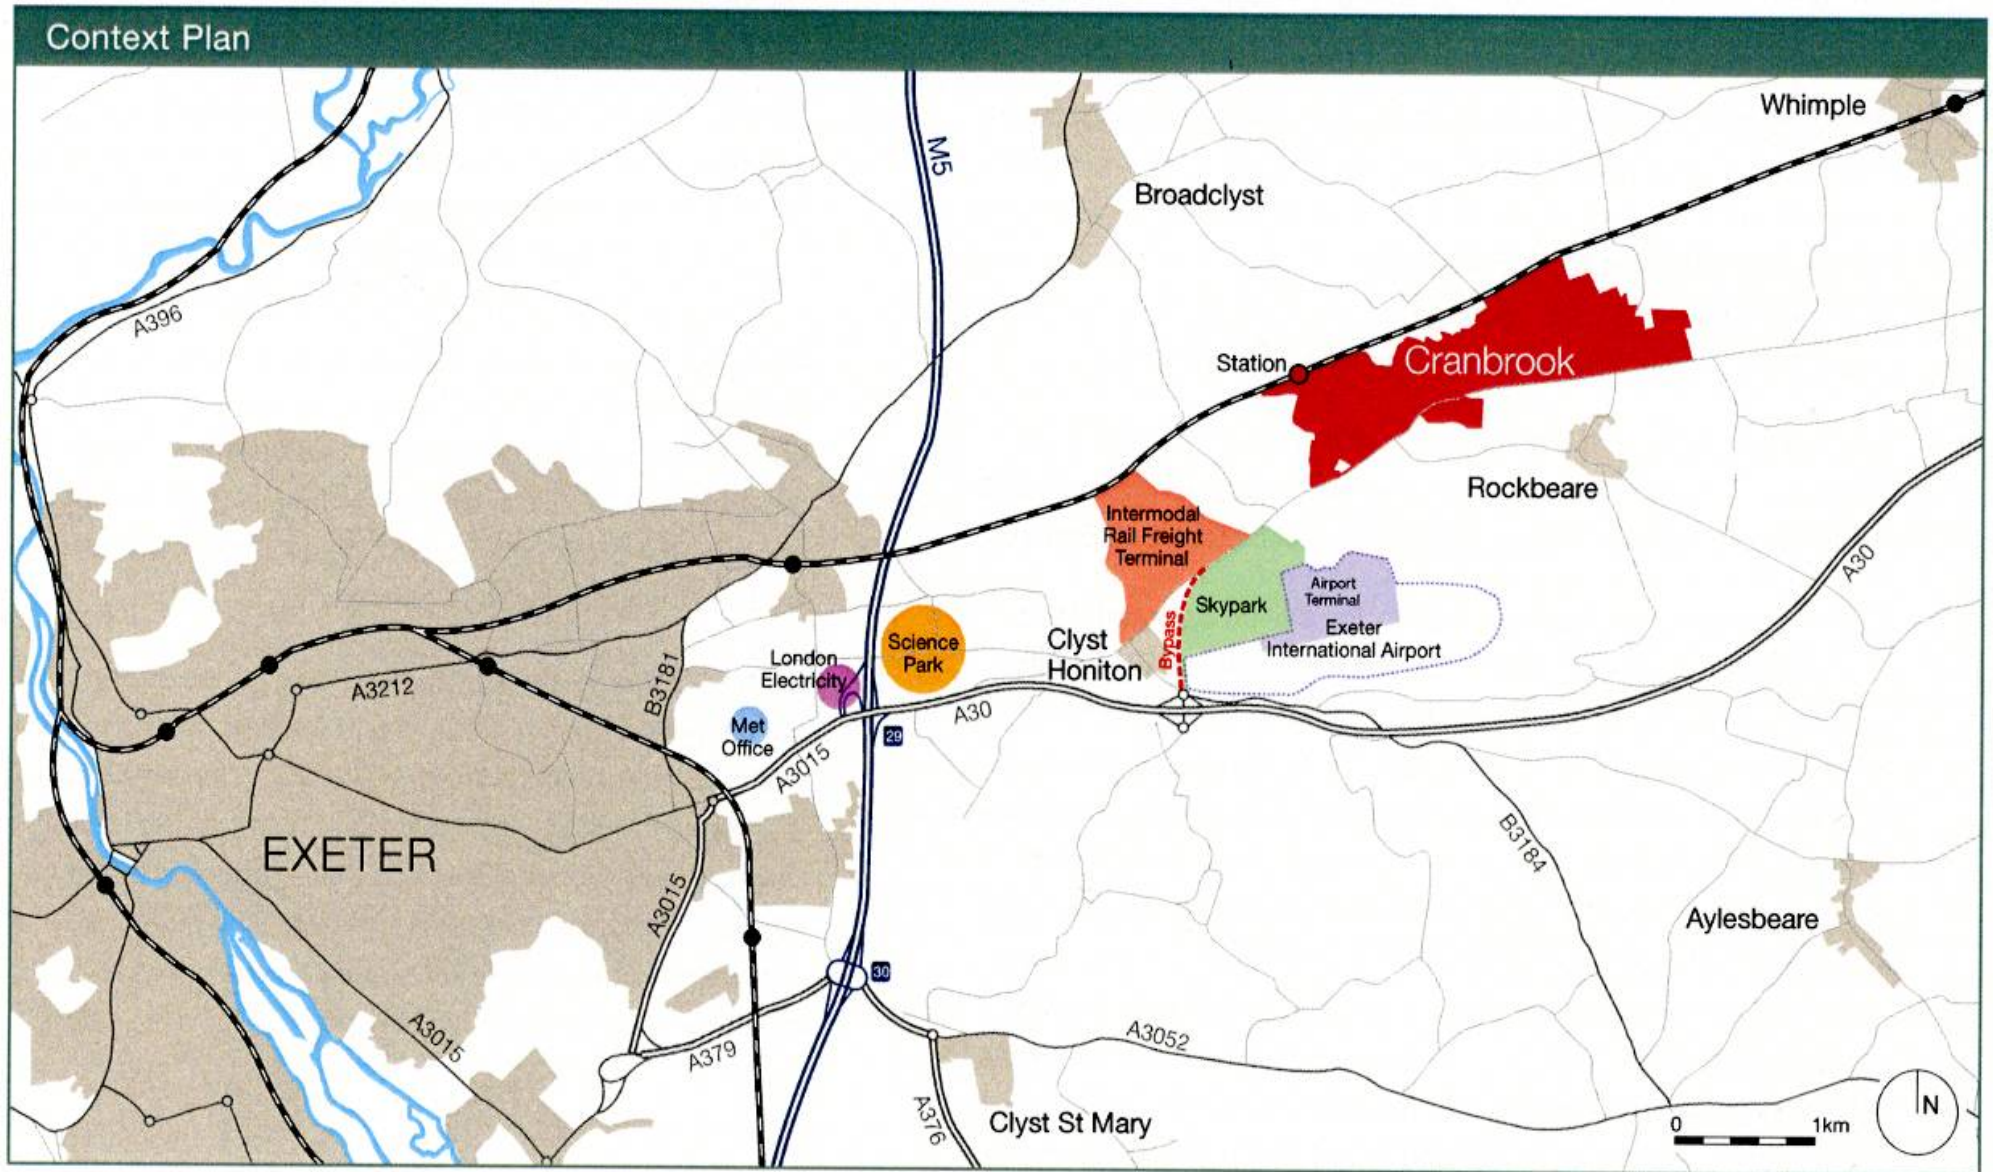 Context Plan
Whimple
M5
Broadclyst
A396
Station
Cranbrook
Rockbeare
Intermodal
Rail Freight
Terminal
A30
Airport
Terminal
Skypark
Bypass
Exeter
International Airport
Clyst
Honiton
Science
Park
London
Electricity
B3181
A3212
Met
Office
A30
29
A3015
B3184
EXETER
A3015
Aylesbeare
30
A3015
A379
A3052
A376
Clyst St Mary
0 1km
N